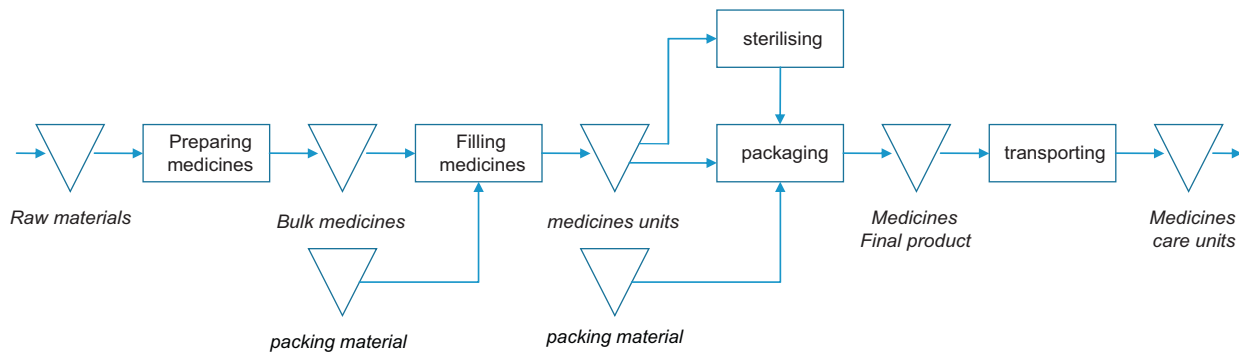 sterilising
Preparing
medicines
Filling
medicines
packaging
transporting
Raw materials
Bulk medicines
medicines units
Medicines
Final product
Medicines
care units
packing material
packing material